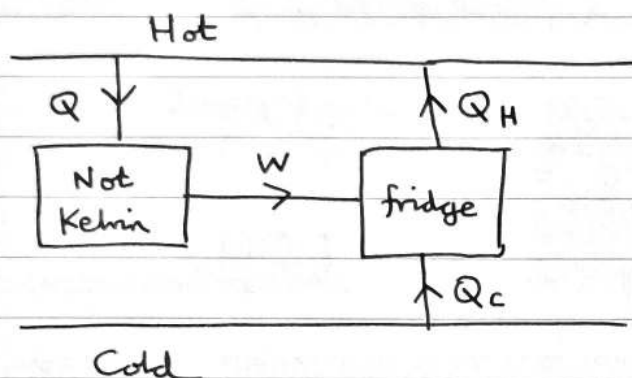 Hot
Q
Q_H
W
Not
Kelvin
fridge
Q_C
Cold